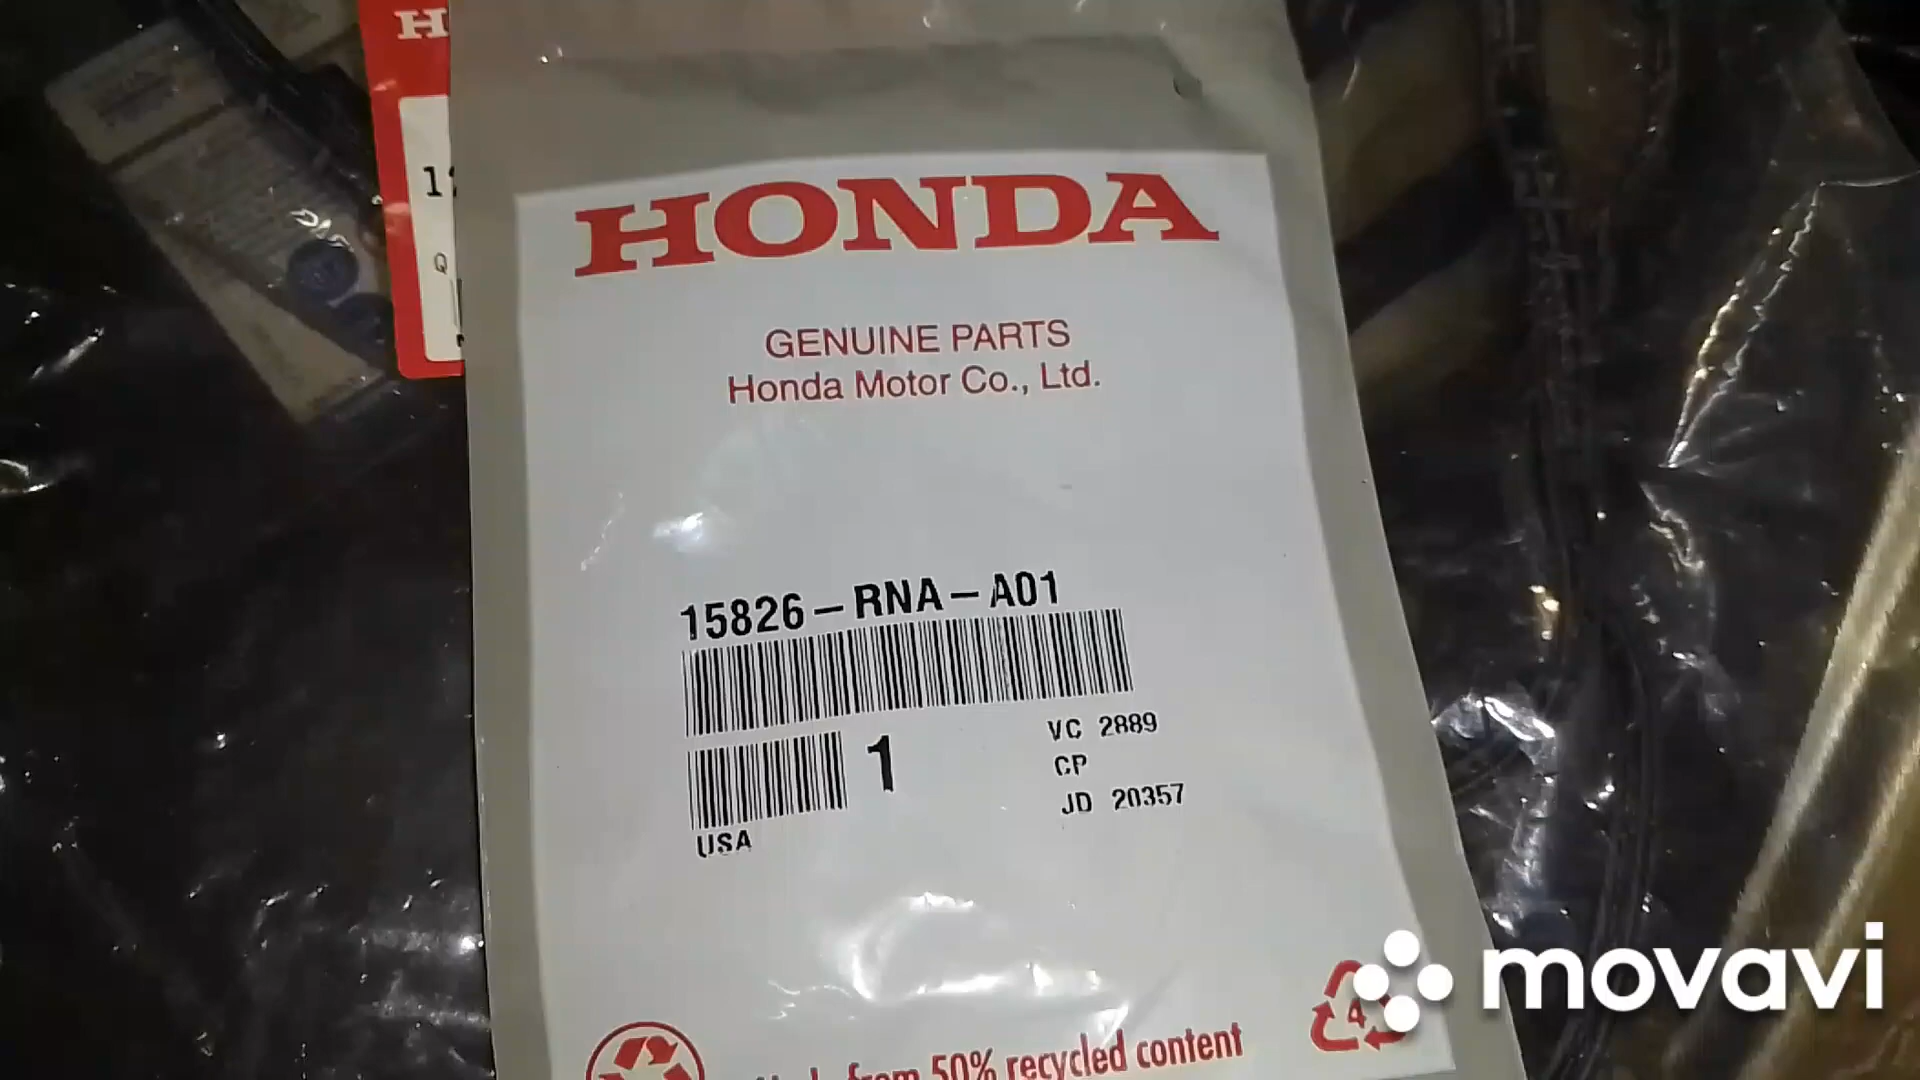 HONDA
GENUINE PARTS
Honda Motor Co., Ltd.
15826-RNA-A01
1
VC 2889
CP
JD 20357
USA
from 50% recycled content
4
movavi